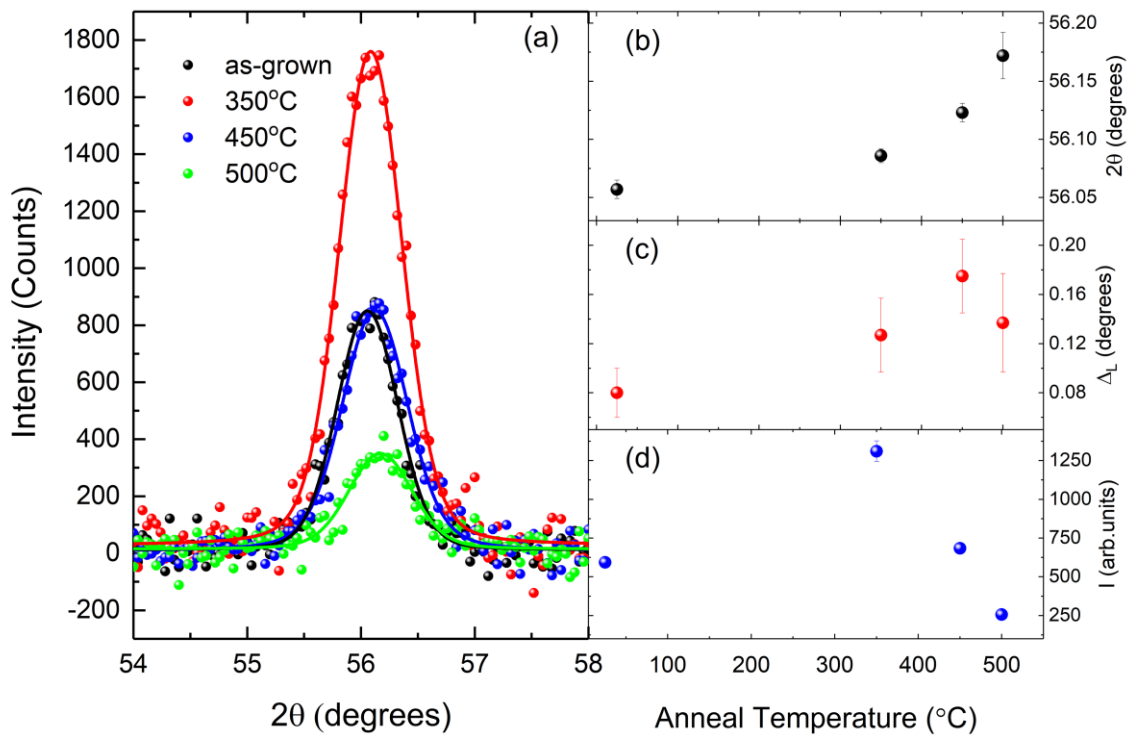 (a)
as-grown
350°C
450°C
500°C
1800
1600
1400
1200
1000
800
600
400
200
0
-200
Intensity (Counts)
54
55
56
57
58
2θ (degrees)
(b)
56.20
56.15
56.10
56.05
2θ (degrees)
(c)
0.20
0.16
0.12
0.08
Δ_L (degrees)
(d)
1250
1000
750
500
250
I (arb.units)
100
200
300
400
500
Anneal Temperature (°C)